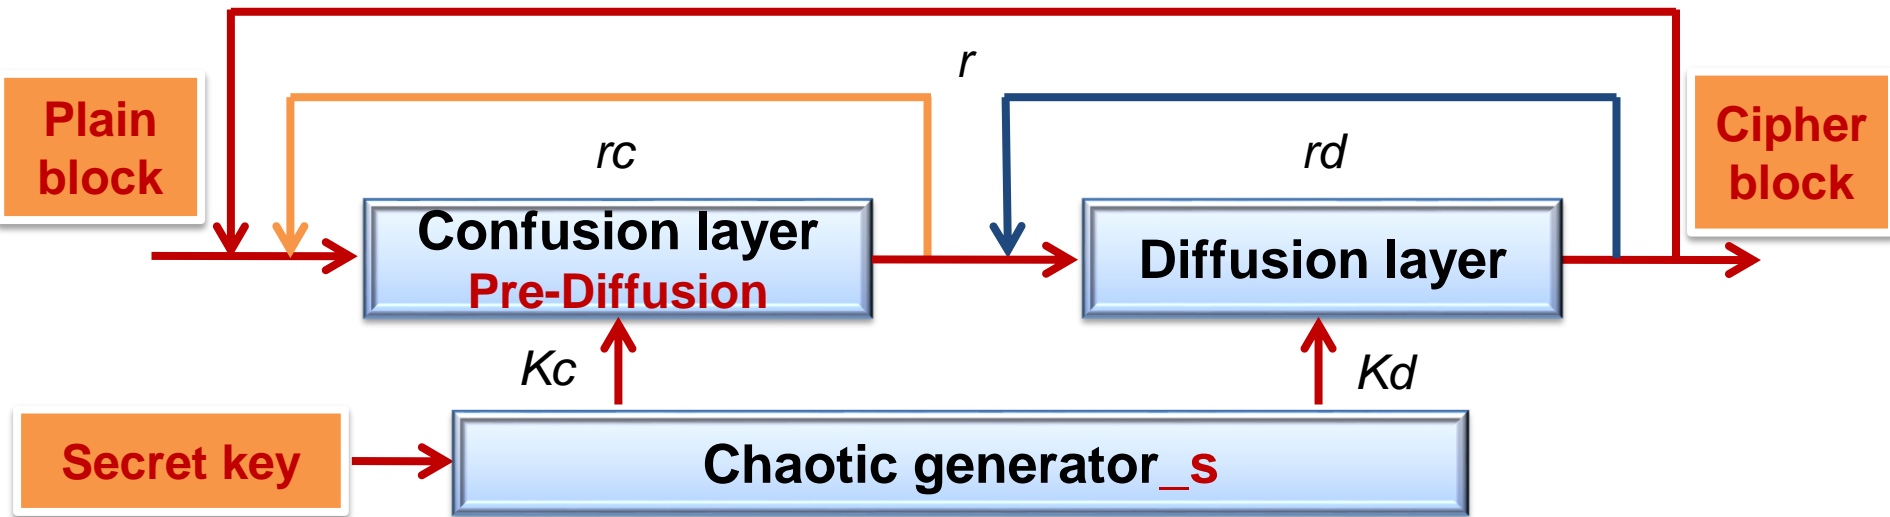 r
Plain
block
rc
rd
Cipher
block
Confusion layer
Pre-Diffusion
Diffusion layer
Kc
Kd
Secret key
Chaotic generator_s